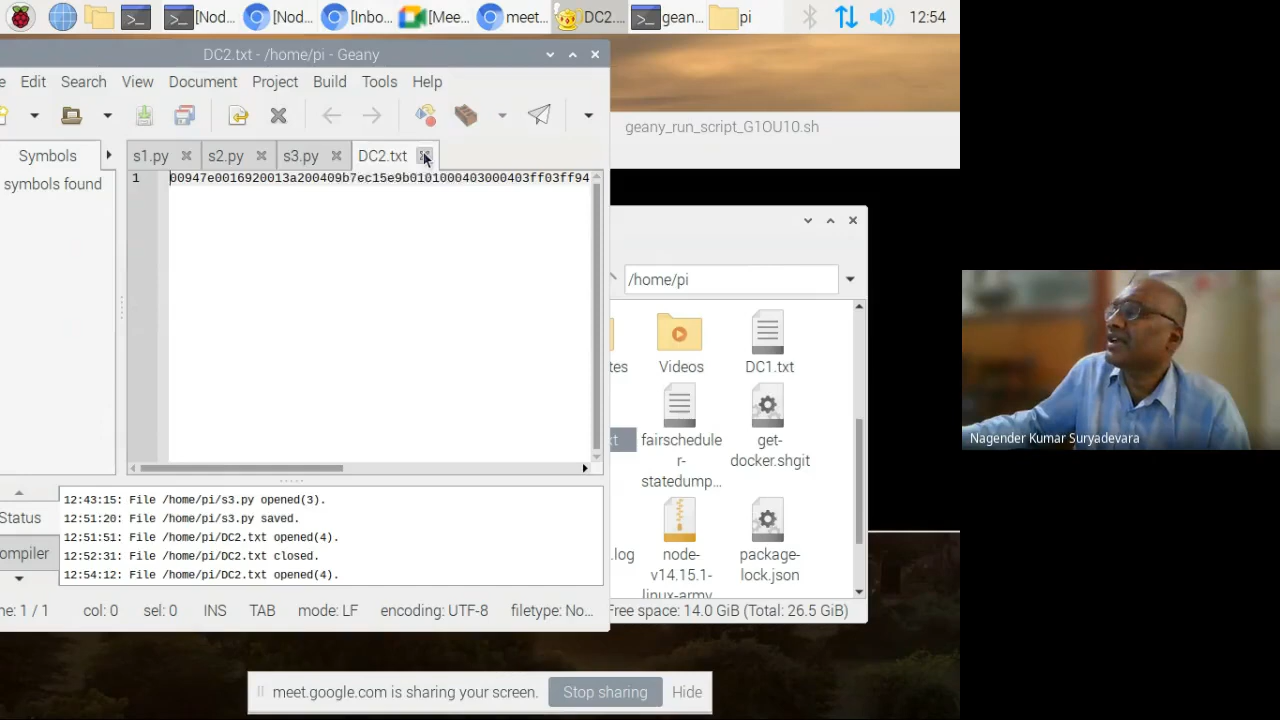 [Nod...
[Nod...
[Inbo...
[Mee...
meet...
DC2....
gean...
pi
12:54
DC2.txt - /home/pi - Geany
e Edit Search View Document Project Build Tools Help
geany_run_script_G1OU10.sh
Symbols
s1.py
s2.py
s3.py
DC2.txt
symbols found
1
00947e0016920013a200409b7ec15e9b0101000403000403ff03ff94
/home/pi
tes
Videos
DC1.txt
xt
fairschedule
r-
statedump...
get-
docker.shgit
.log
node-
v14.15.1-
linux-army
package-
lock.json
Status
ompiler
12:43:15: File /home/pi/s3.py opened(3).
12:51:20: File /home/pi/s3.py saved.
12:51:51: File /home/pi/DC2.txt opened(4).
12:52:31: File /home/pi/DC2.txt closed.
12:54:12: File /home/pi/DC2.txt opened(4).
ne: 1 / 1 col: 0 sel: 0 INS TAB mode: LF encoding: UTF-8 filetype: No...
Free space: 14.0 GiB (Total: 26.5 GiB)
meet.google.com is sharing your screen.
Stop sharing
Hide
Nagender Kumar Suryadevara